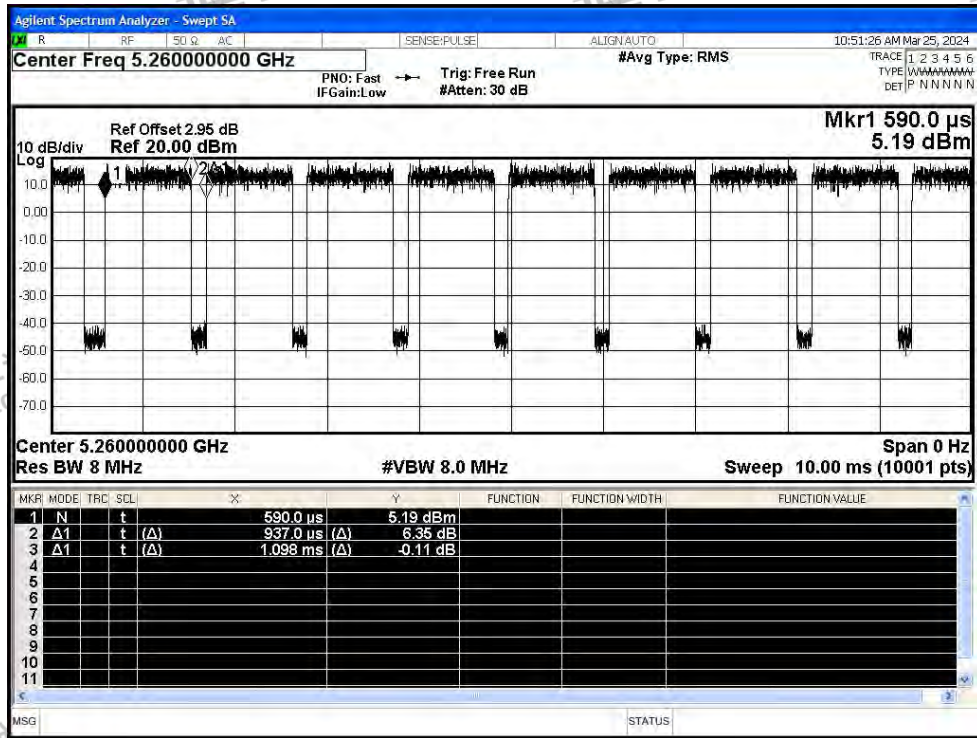 Agilent Spectrum Analyzer - Swept SA
LXI R RF 50 Ω AC SENSE:PULSE ALIGN AUTO 10:51:26 AM Mar 25, 2024
Center Freq 5.260000000 GHz
PNO: Fast
IFGain:Low
Trig: Free Run
#Atten: 30 dB
#Avg Type: RMS
TRACE 1 2 3 4 5 6
TYPE WWWWWW
DET P N N N N N
Mkr1 590.0 µs
5.19 dBm
Ref Offset 2.95 dB
10 dB/div Ref 20.00 dBm
Log
10.0
0.00
-10.0
-20.0
-30.0
-40.0
-50.0
-60.0
-70.0
1
2Δ1
Center 5.260000000 GHz Span 0 Hz
Res BW 8 MHz #VBW 8.0 MHz Sweep 10.00 ms (10001 pts)
MKR MODE TRC SCL X Y FUNCTION FUNCTION WIDTH FUNCTION VALUE
1 N t 590.0 µs 5.19 dBm
2 Δ1 t (Δ) 937.0 µs (Δ) 6.35 dB
3 Δ1 t (Δ) 1.098 ms (Δ) -0.11 dB
4
5
6
7
8
9
10
11
MSG STATUS